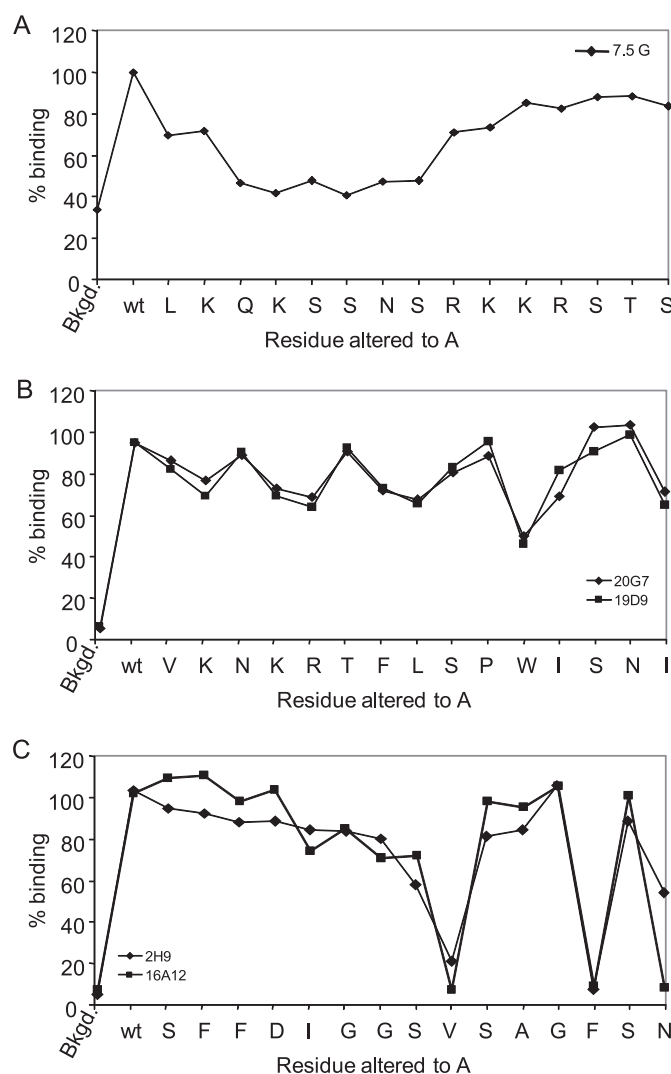 A
120
100
80
60
40
20
0
% binding
7.5 G
Bkgd. wt L K Q K S S N S R K K R S T S
Residue altered to A
B
120
100
80
60
40
20
0
% binding
20G7
19D9
Bkgd. wt V K N K R T F L S P W I S N I
Residue altered to A
C
120
100
80
60
40
20
0
% binding
2H9
16A12
Bkgd. wt S F F D I G G S V S A G F S N
Residue altered to A